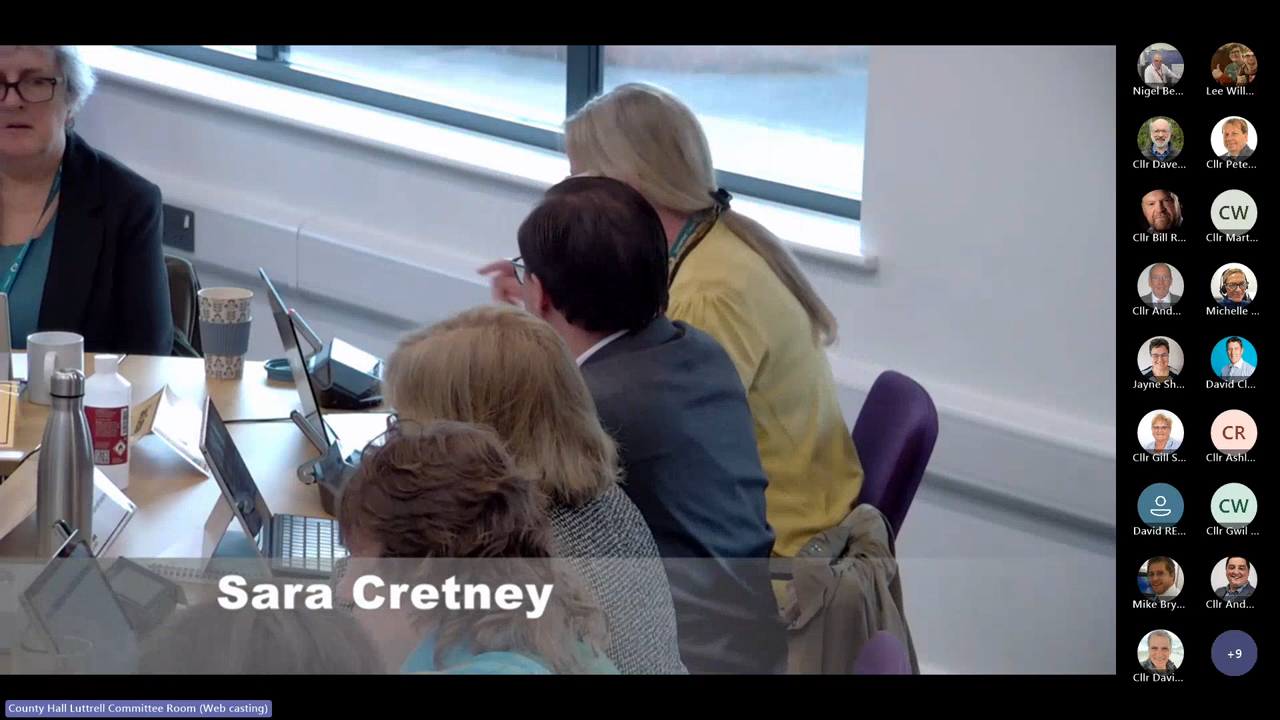 Nigel Be...
Lee Will...
Cllr Dave...
Cllr Pete...
Cllr Bill R...
CW
Cllr Mart...
Cllr And...
Michelle ...
Jayne Sh...
David Cl...
Cllr Gill S...
CR
Cllr Ashl...
David RE...
CW
Cllr Gwil ...
Mike Bry...
Cllr And...
Cllr Davi...
+9
Sara Cretney
County Hall Luttrell Committee Room (Web casting)